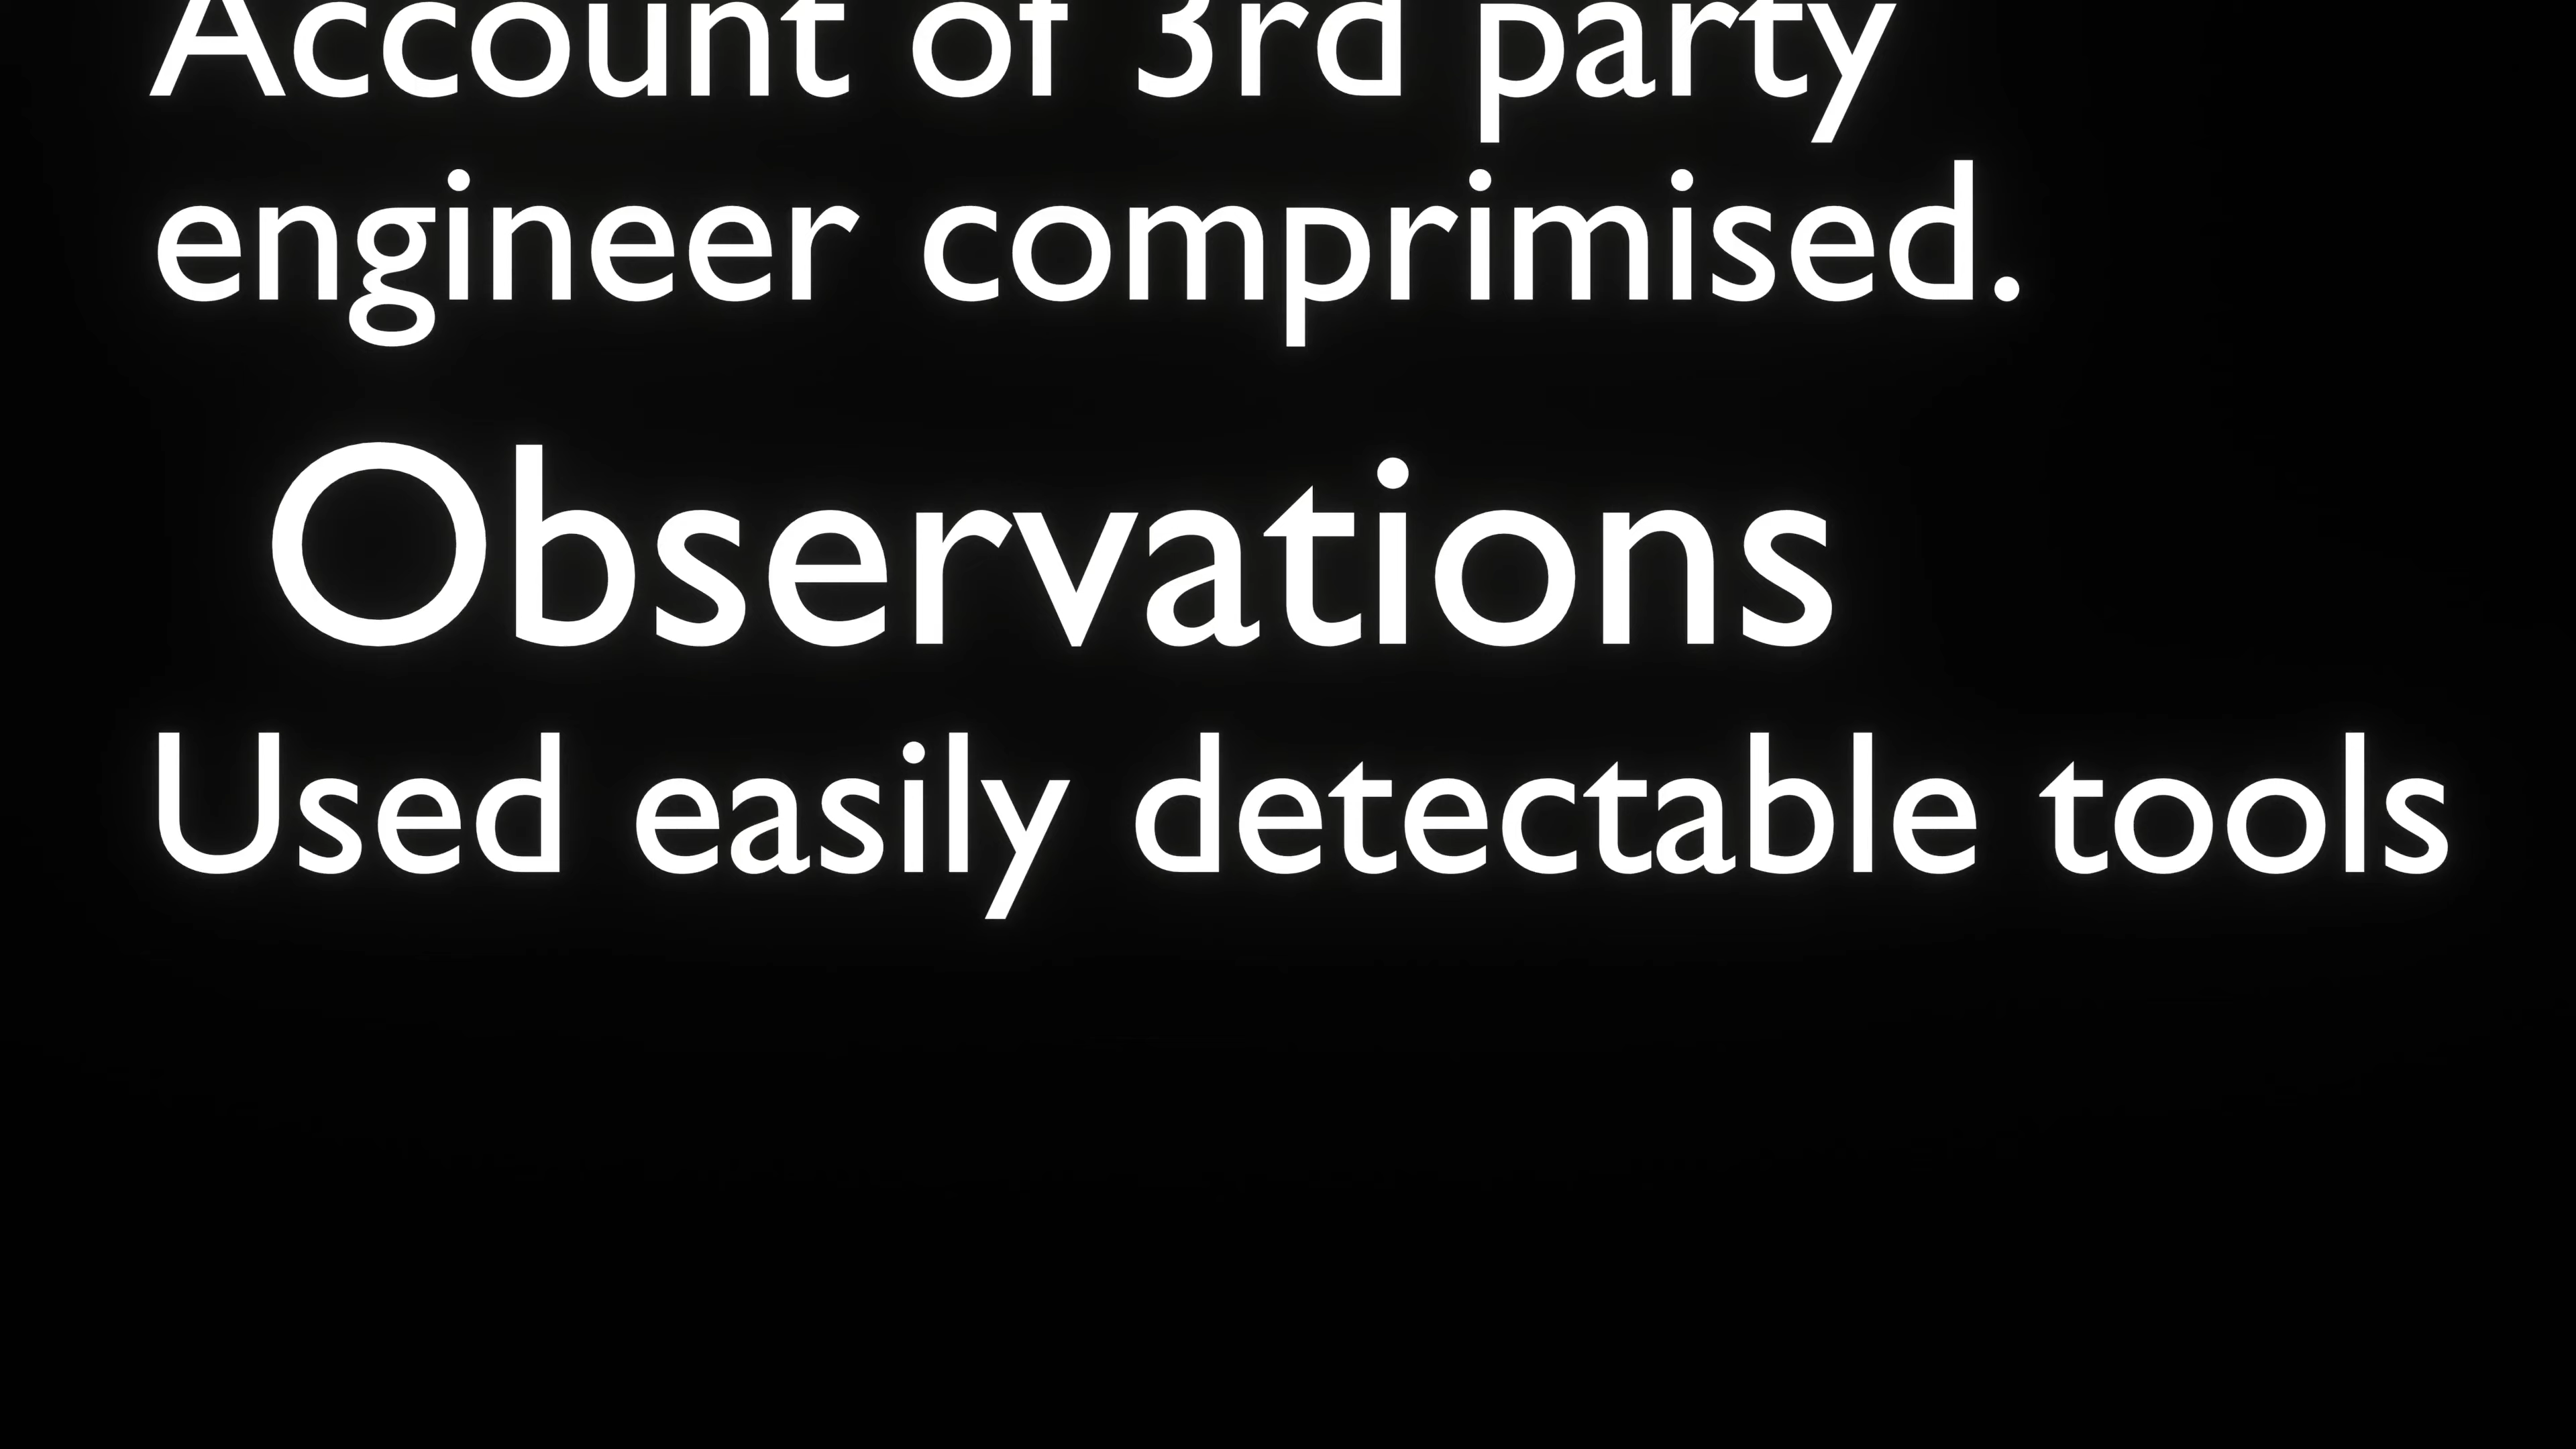 Account of 3rd party
engineer comprimised.
Observations
Used easily detectable tools